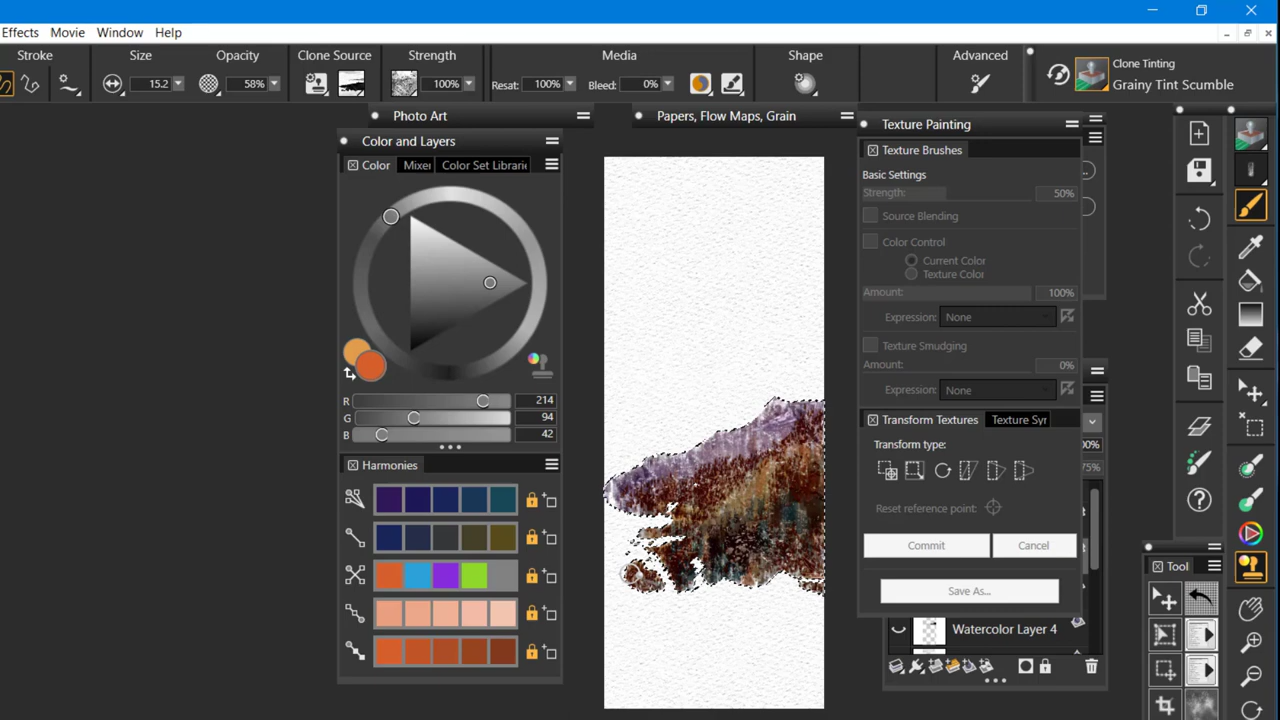 Effects Movie Window Help
Stroke Size Opacity Clone Source Strength Media Shape Advanced
15.2 58% 100% Resat: 100% Bleed: 0%
Clone Tinting
Grainy Tint Scumble
Photo Art
Papers, Flow Maps, Grain
Color and Layers
Color Mixer Color Set Librarie
R 214
G 94
B 42
Harmonies
Texture Painting
Texture Brushes
Basic Settings
Strength: 50%
Source Blending
Color Control
Current Color
Texture Color
Amount: 100%
Expression: None
Texture Smudging
Amount: 0%
Expression: None
Transform Textures Texture Syn
Transform type:
Reset reference point:
Commit Cancel
Save As...
00%
75%
Watercolor Layer 4
Tool